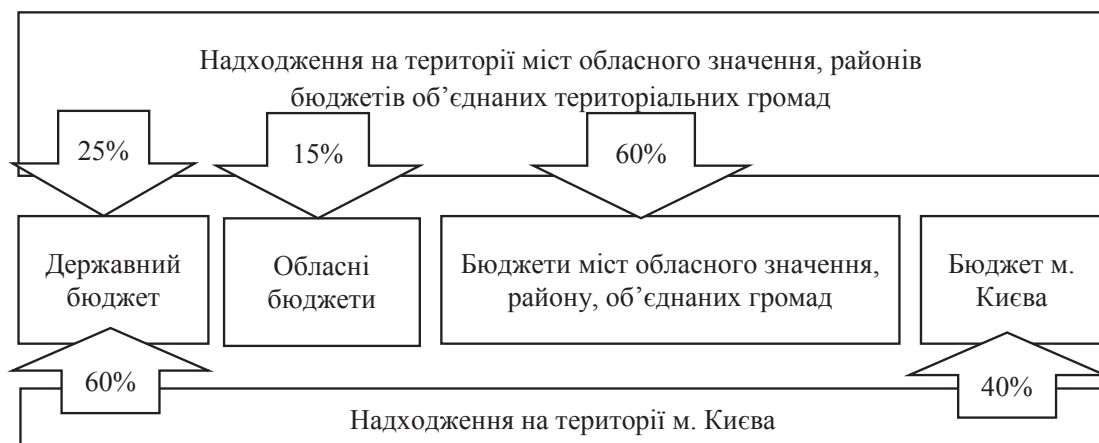 Надходження на території міст обласного значення, районів
бюджетів об’єднаних територіальних громад
25%
15%
60%
Державний
бюджет
Обласні
бюджети
Бюджети міст обласного значення,
району, об’єднаних громад
Бюджет м.
Києва
60%
40%
Надходження на території м. Києва